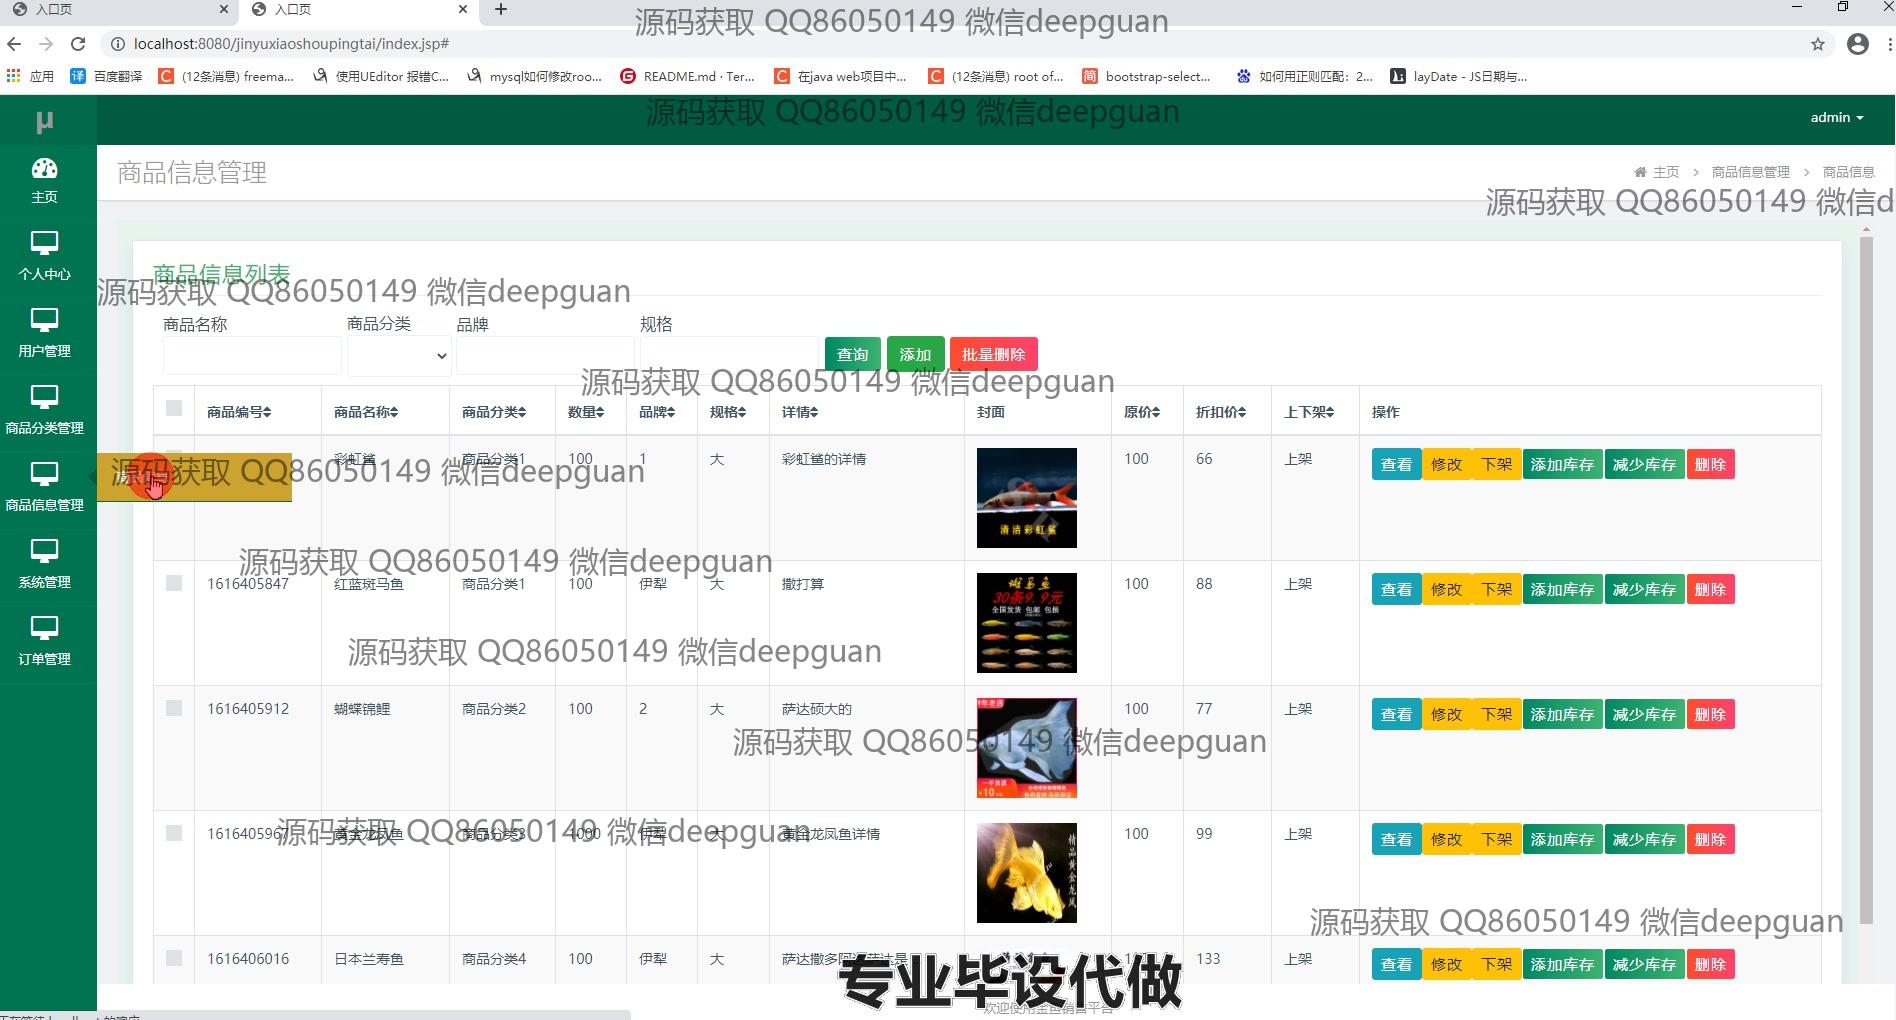 入口页
入口页
源码获取 QQ86050149 微信deepguan
localhost:8080/jinyuxiaoshoupingtai/index.jsp#
应用 百度翻译 (12条消息) freema... 使用UEditor 报错C... mysql如何修改roo... README.md · Ter... 在java web项目中... (12条消息) root of... bootstrap-select... 如何用正则匹配：2... layDate - JS日期与...
源码获取 QQ86050149 微信deepguan
μ
admin
商品信息管理
主页 > 商品信息管理 > 商品信息
源码获取 QQ86050149 微信d
主页
个人中心
用户管理
商品分类管理
商品信息管理
系统管理
订单管理
商品信息列表
源码获取 QQ86050149 微信deepguan
商品名称 商品分类 品牌 规格
查询 添加 批量删除
源码获取 QQ86050149 微信deepguan
商品编号 商品名称 商品分类 数量 品牌 规格 详情 封面 原价 折扣价 上下架 操作
彩虹鲨 商品分类1 100 1 大 彩虹鲨的详情 100 66 上架 查看 修改 下架 添加库存 减少库存 删除
源码获取 QQ86050149 微信deepguan
清洁彩虹鲨
源码获取 QQ86050149 微信deepguan
1616405847 红蓝斑马鱼 商品分类1 100 伊犁 大 撒打算 100 88 上架 查看 修改 下架 添加库存 减少库存 删除
斑马鱼
30条9.9元
全国发货 包邮 包损
源码获取 QQ86050149 微信deepguan
1616405912 蝴蝶锦鲤 商品分类2 100 2 大 萨达硕大的 100 77 上架 查看 修改 下架 添加库存 减少库存 删除
源码获取 QQ86050149 微信deepguan
1616405967 黄金龙凤鱼 商品分类3 1000 伊犁 大 黄金龙凤鱼详情 100 99 上架 查看 修改 下架 添加库存 减少库存 删除
源码获取 QQ86050149 微信deepguan
精品黄金龙凤
源码获取 QQ86050149 微信deepguan
1616406016 日本兰寿鱼 商品分类4 100 伊犁 大 133 上架 查看 修改 下架 添加库存 减少库存 删除
专业毕设代做
欢迎使用金鱼销售平台